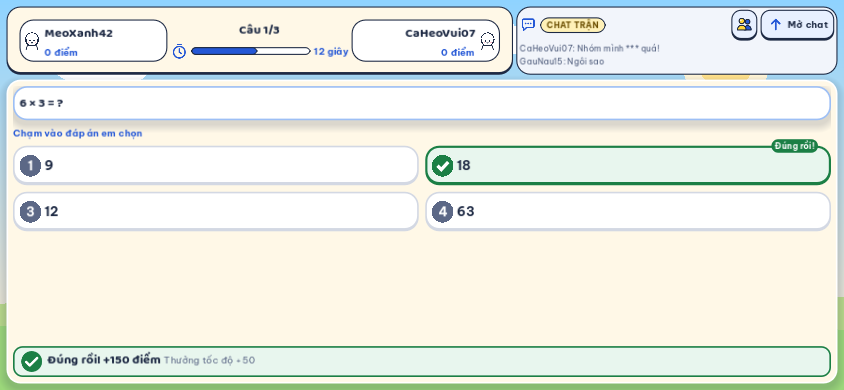 MeoXanh42
0 điểm
Câu 1/3
12 giây
CaHeoVui07
0 điểm
CHAT TRẬN
Mở chat
CaHeoVui07: Nhóm mình *** quá!
GauNau15: Ngôi sao
6 × 3 = ?
Chạm vào đáp án em chọn
1 9
Đúng rồi!
18
3 12
4 63
Đúng rồi! +150 điểm Thưởng tốc độ +50